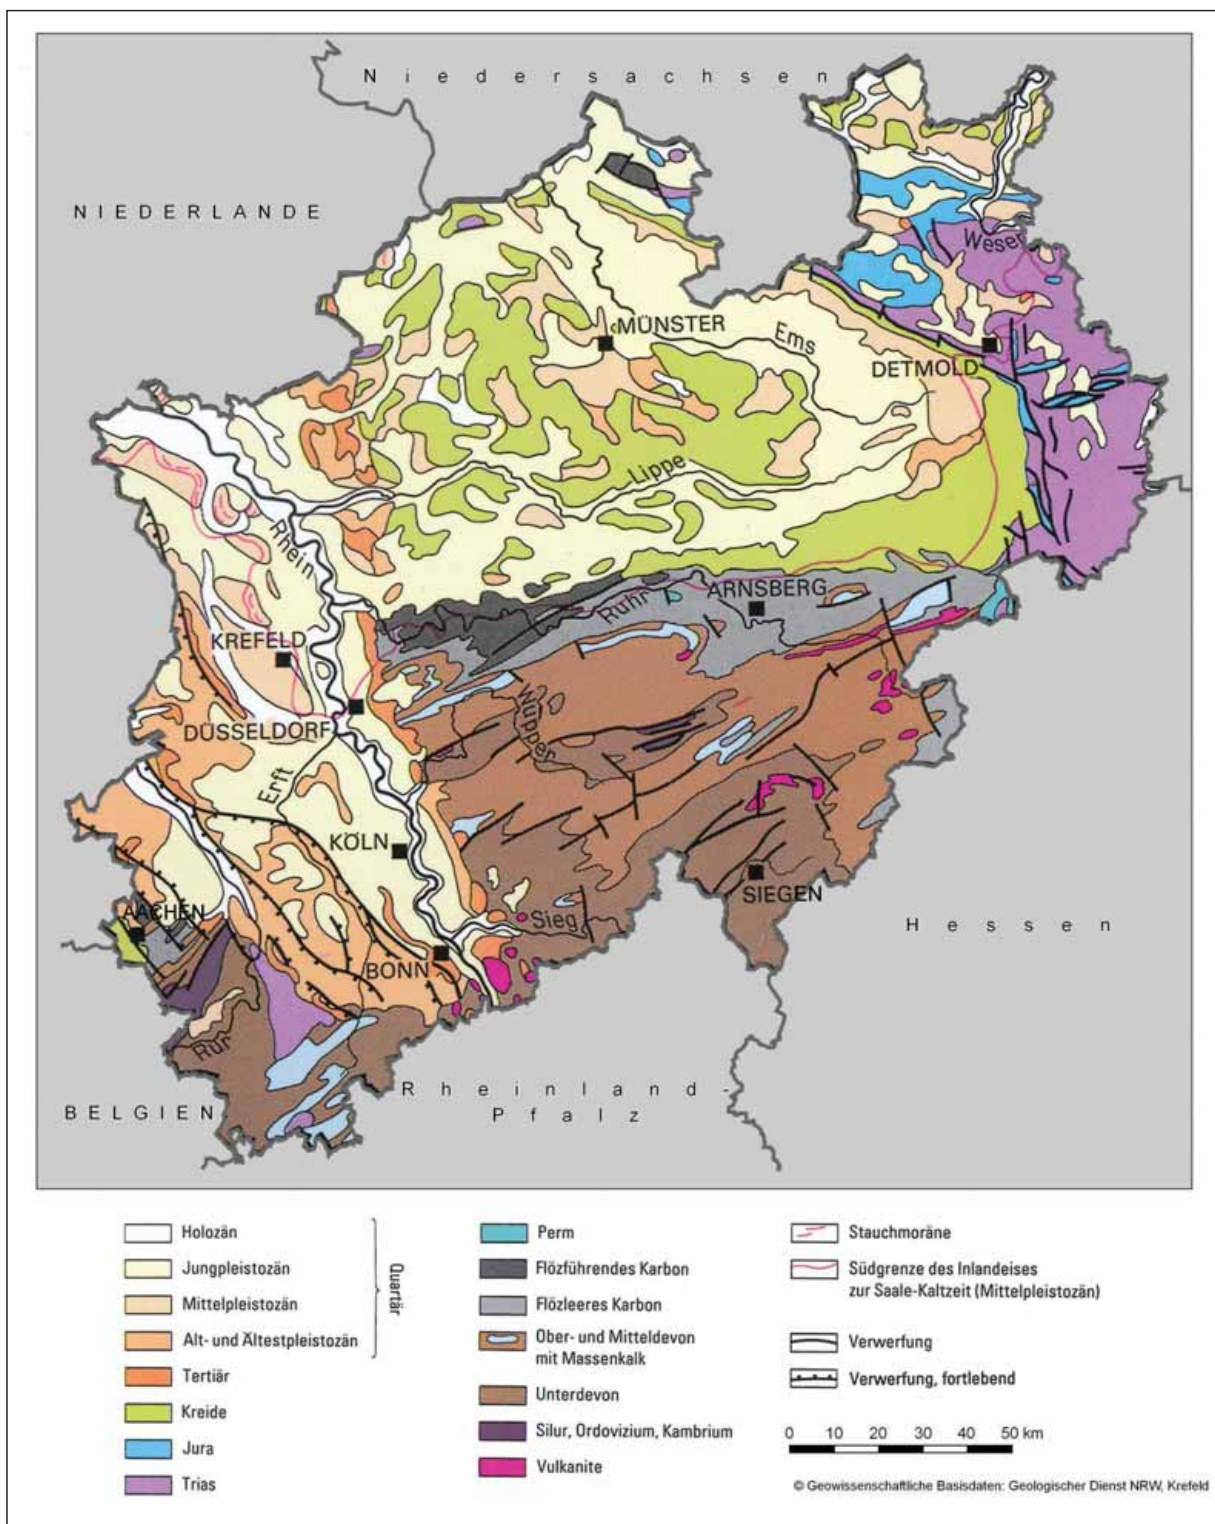 Niedersachsen
NIEDERLANDE
Weser
MÜNSTER
Ems
DETMOLD
Lippe
Rhein
ARNSBERG
Ruhr
KREFELD
DÜSSELDORF
Wupper
Erft
KÖLN
SIEGEN
AACHEN
Sieg
Hessen
BONN
Rur
Rheinland-
Pfalz
BELGIEN
Holozän
Jungpleistozän
Mittelpleistozän
Alt- und Ältestpleistozän
Quartär
Tertiär
Kreide
Jura
Trias
Perm
Flözführendes Karbon
Flözleeres Karbon
Ober- und Mitteldevon
mit Massenkalk
Unterdevon
Silur, Ordovizium, Kambrium
Vulkanite
Stauchmoräne
Südgrenze des Inlandeises
zur Saale-Kaltzeit (Mittelpleistozän)
Verwerfung
Verwerfung, fortlebend
0 10 20 30 40 50 km
© Geowissenschaftliche Basisdaten: Geologischer Dienst NRW, Krefeld